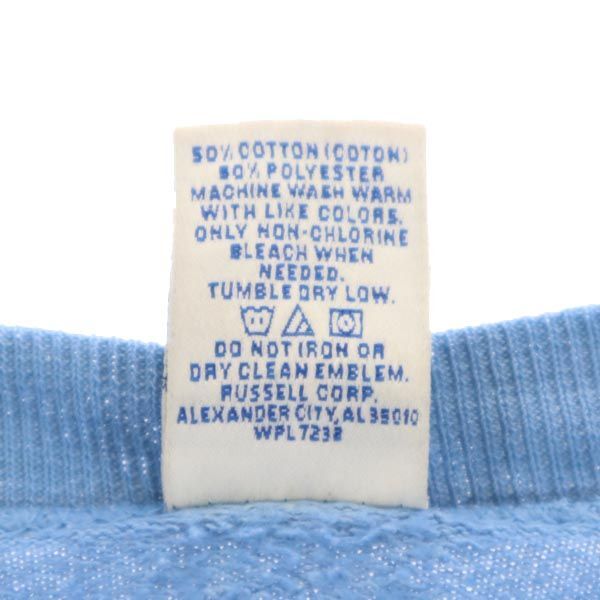 50% COTTON (COTON)
50% POLYESTER
MACHINE WASH WARM
WITH LIKE COLORS.
ONLY NON-CHLORINE
BLEACH WHEN
NEEDED.
TUMBLE DRY LOW.
DO NOT IRON OR
DRY CLEAN EMBLEM.
RUSSELL CORP.
ALEXANDER CITY, AL 35010
WPL 7238